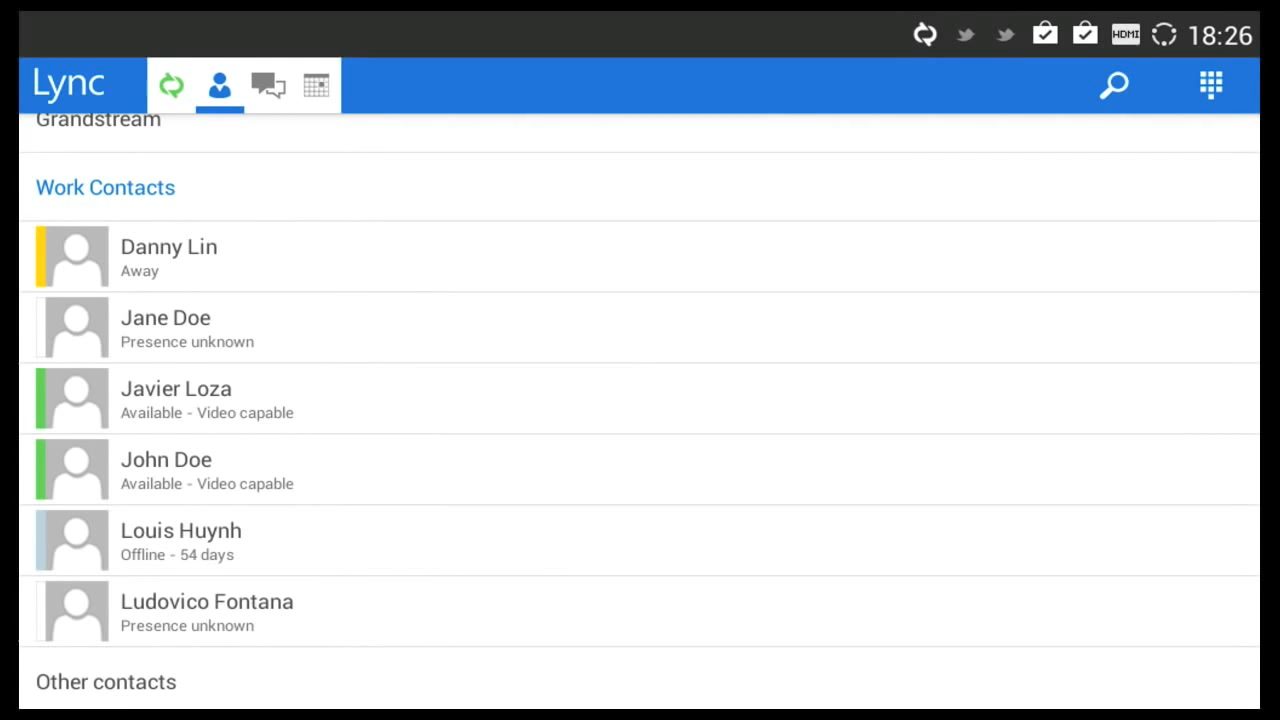 HDMI 18:26
Lync
Grandstream
Work Contacts
Danny Lin
Away
Jane Doe
Presence unknown
Javier Loza
Available - Video capable
John Doe
Available - Video capable
Louis Huynh
Offline - 54 days
Ludovico Fontana
Presence unknown
Other contacts